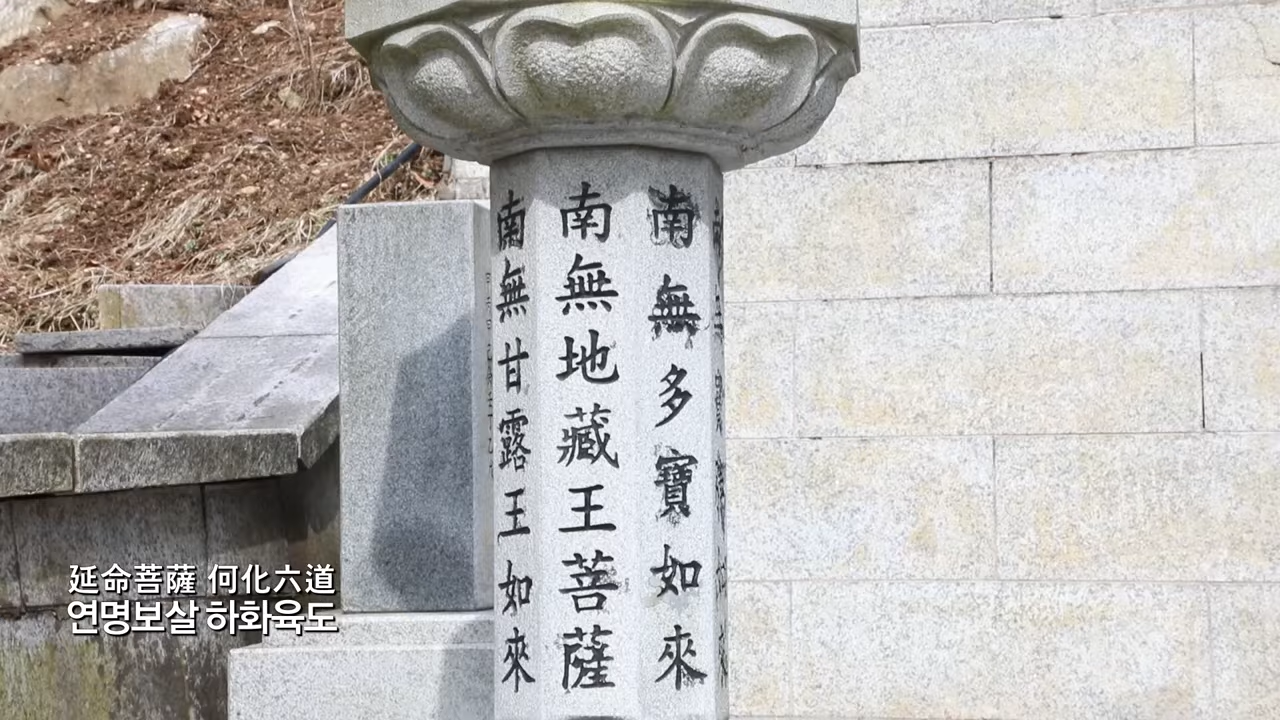 南無多寶如來
南無地藏王菩薩
南無甘露王如來
延命菩薩 何化六道
연명보살 하화육도